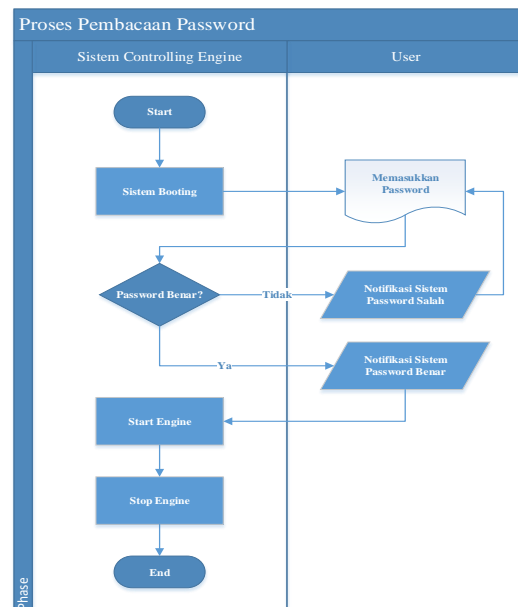 Proses Pembacaan Password
Sistem Controlling Engine
User
Start
Sistem Booting
Memasukkan
Password
Password Benar?
Tidak
Notifikasi Sistem
Password Salah
Ya
Notifikasi Sistem
Password Benar
Start Engine
Stop Engine
End
Phase